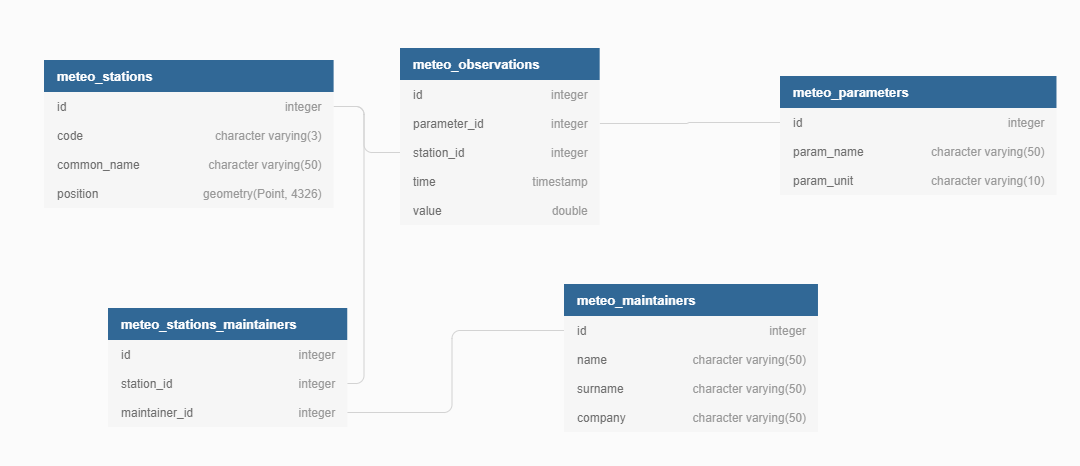 meteo_stations
id integer
code character varying(3)
common_name character varying(50)
position geometry(Point, 4326)
meteo_observations
id integer
parameter_id integer
station_id integer
time timestamp
value double
meteo_parameters
id integer
param_name character varying(50)
param_unit character varying(10)
meteo_stations_maintainers
id integer
station_id integer
maintainer_id integer
meteo_maintainers
id integer
name character varying(50)
surname character varying(50)
company character varying(50)